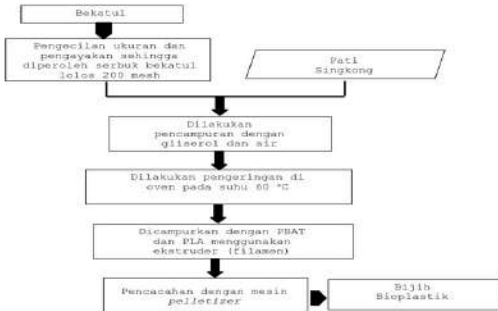 Bekatul
Pengecilan ukuran dan
pengayakan sehingga
diperoleh serbuk bekatul
lolos 200 mesh
Pati
Singkong
Dilakukan
pencampuran dengan
gliserol dan air
Dilakukan pengeringan di
oven pada suhu 60 °C
Dicampurkan dengan PBAT
dan PLA menggunakan
ekstruder (filamen)
Pencacahan dengan mesin
pelletizer
Bijih
Bioplastik